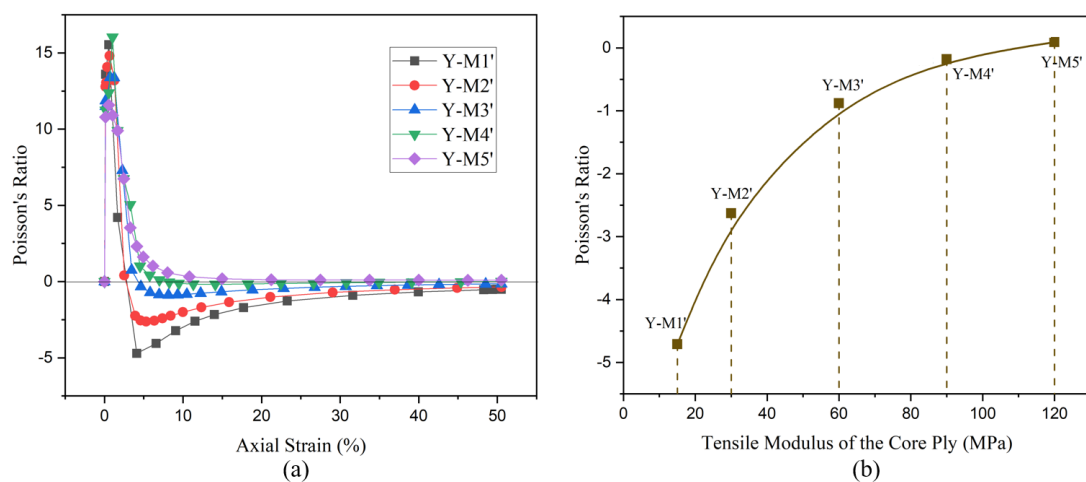 15
10
5
0
-5
Poisson's Ratio
0
10
20
30
40
50
Axial Strain (%)
Y-M1'
Y-M2'
Y-M3'
Y-M4'
Y-M5'
(a)
0
-1
-2
-3
-4
-5
Poisson's Ratio
Y-M1'
Y-M2'
Y-M3'
Y-M4'
Y-M5'
0
20
40
60
80
100
120
Tensile Modulus of the Core Ply (MPa)
(b)